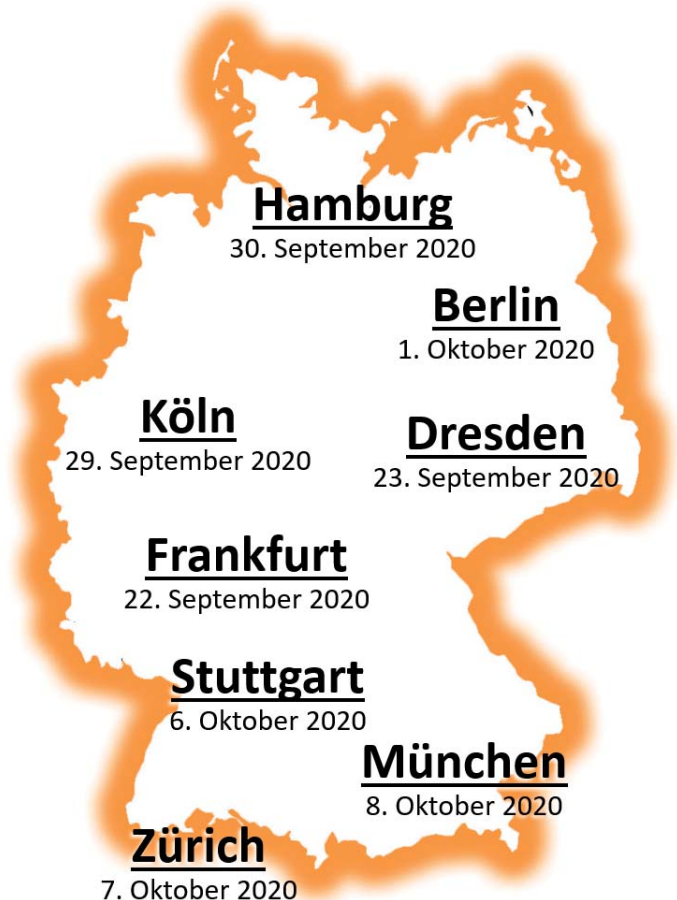 Hamburg
30. September 2020
Berlin
1. Oktober 2020
Köln
29. September 2020
Dresden
23. September 2020
Frankfurt
22. September 2020
Stuttgart
6. Oktober 2020
München
8. Oktober 2020
Zürich
7. Oktober 2020